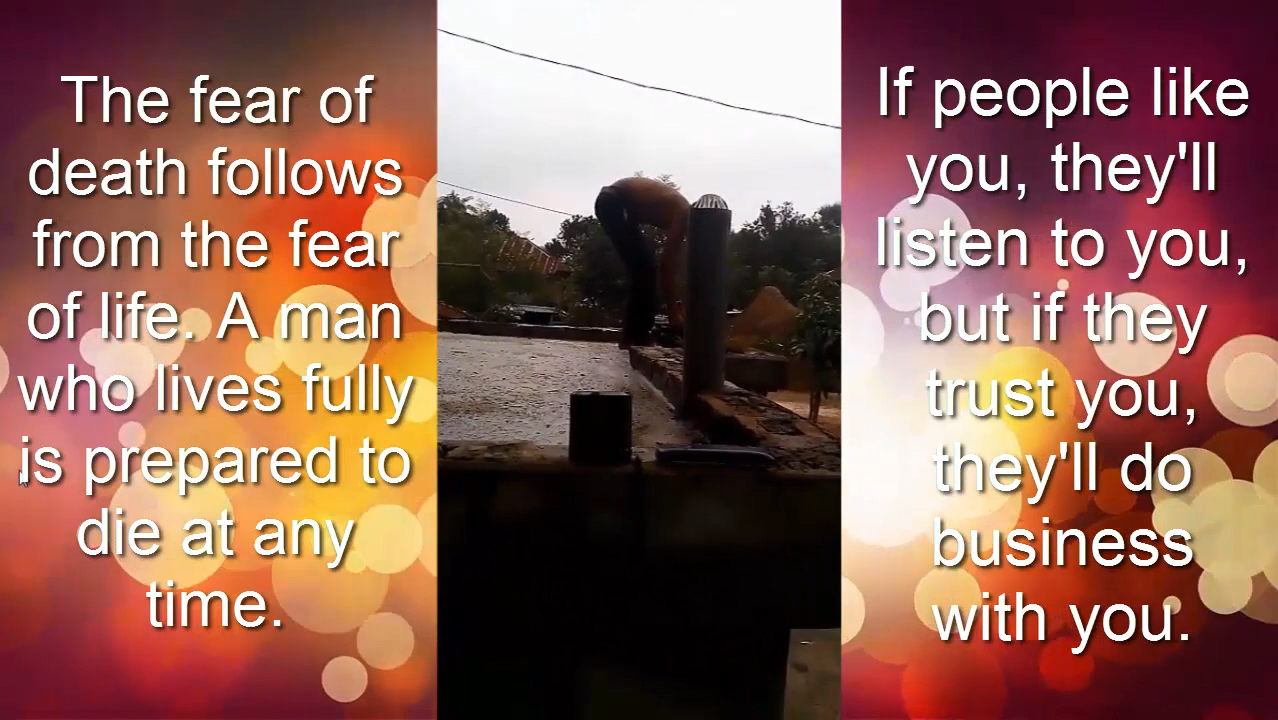 The fear of
death follows
from the fear
of life. A man
who lives fully
is prepared to
die at any
time.
If people like
you, they'll
listen to you,
but if they
trust you,
they'll do
business
with you.